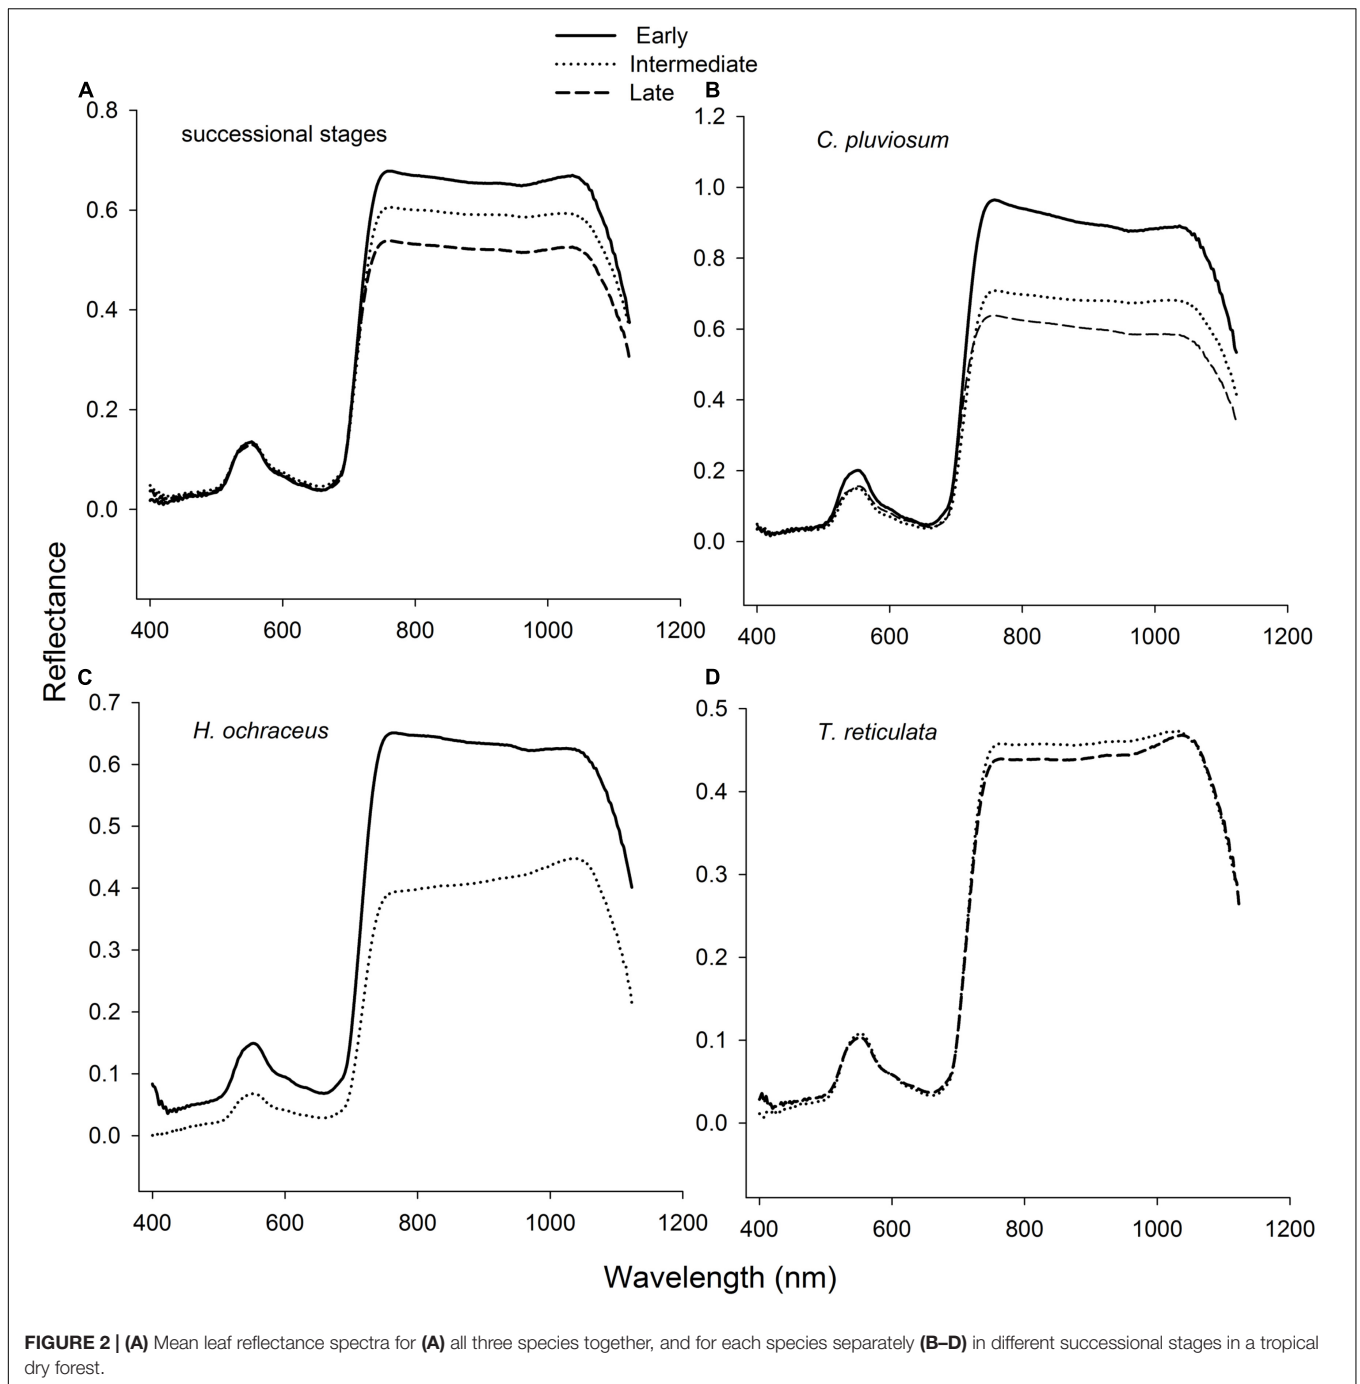 Early
Intermediate
Late
A
successional stages
0.8
0.6
0.4
0.2
0.0
400 600 800 1000 1200
B
C. pluviosum
1.2
1.0
0.8
0.6
0.4
0.2
0.0
400 600 800 1000 1200
Reflectance
C
H. ochraceus
0.7
0.6
0.5
0.4
0.3
0.2
0.1
0.0
400 600 800 1000 1200
D
T. reticulata
0.5
0.4
0.3
0.2
0.1
0.0
400 600 800 1000 1200
Wavelength (nm)
FIGURE 2 | (A) Mean leaf reflectance spectra for (A) all three species together, and for each species separately (B–D) in different successional stages in a tropical
dry forest.